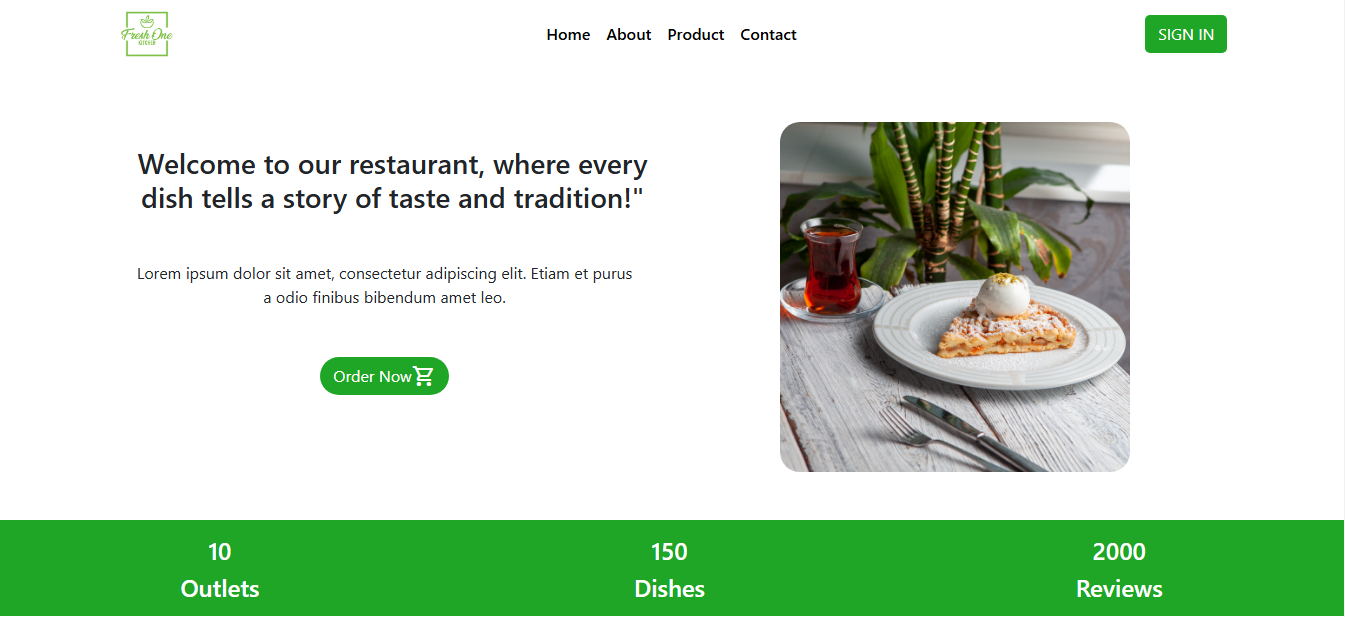 Fresh One
KITCHEN
Home About Product Contact
SIGN IN
Welcome to our restaurant, where every
dish tells a story of taste and tradition!"
Lorem ipsum dolor sit amet, consectetur adipiscing elit. Etiam et purus
a odio finibus bibendum amet leo.
Order Now
10
Outlets
150
Dishes
2000
Reviews